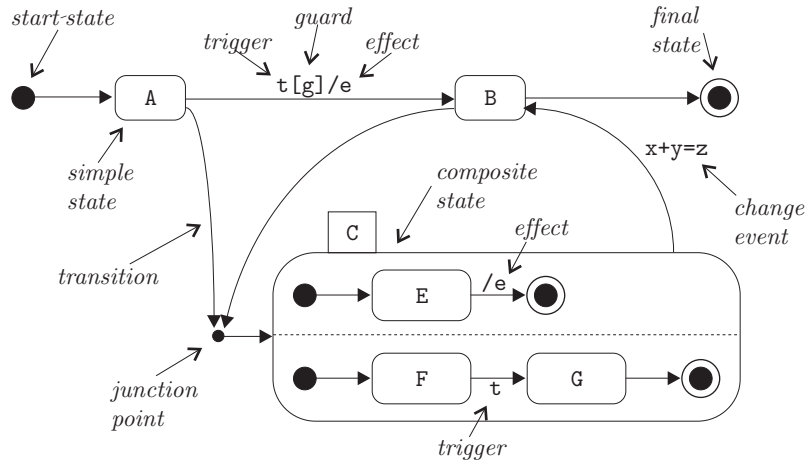 start-state
guard
final
state
trigger
effect
t[g]/e
A
B
simple
state
x+y=z
composite
state
change
event
C
effect
transition
E
/e
junction
point
F
t
G
trigger